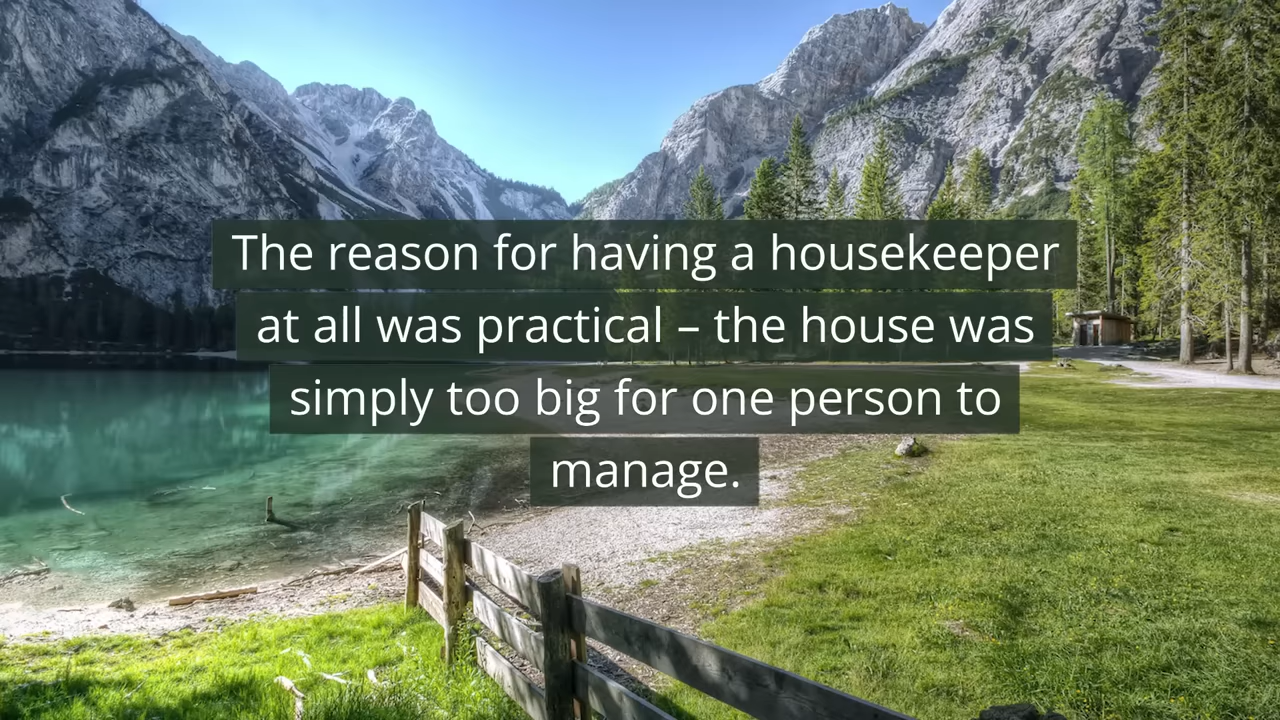 The reason for having a housekeeper
at all was practical – the house was
simply too big for one person to
manage.